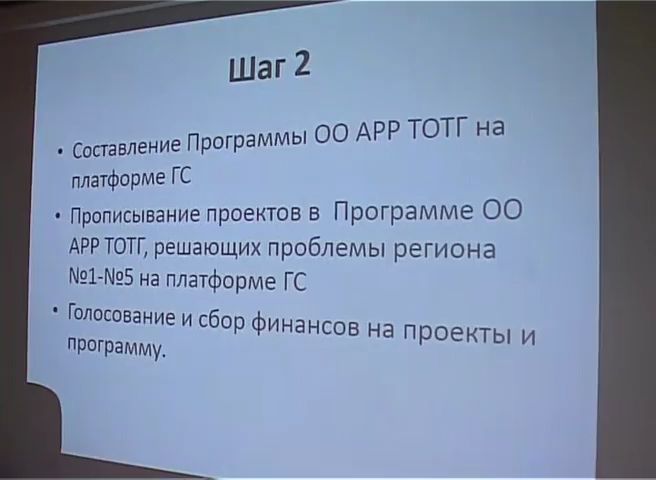 Шаг 2
• Составление Программы ОО АРР ТОТГ на
платформе ГС
• Прописывание проектов в Программе ОО
АРР ТОТГ, решающих проблемы региона
№1-№5 на платформе ГС
• Голосование и сбор финансов на проекты и
программу.